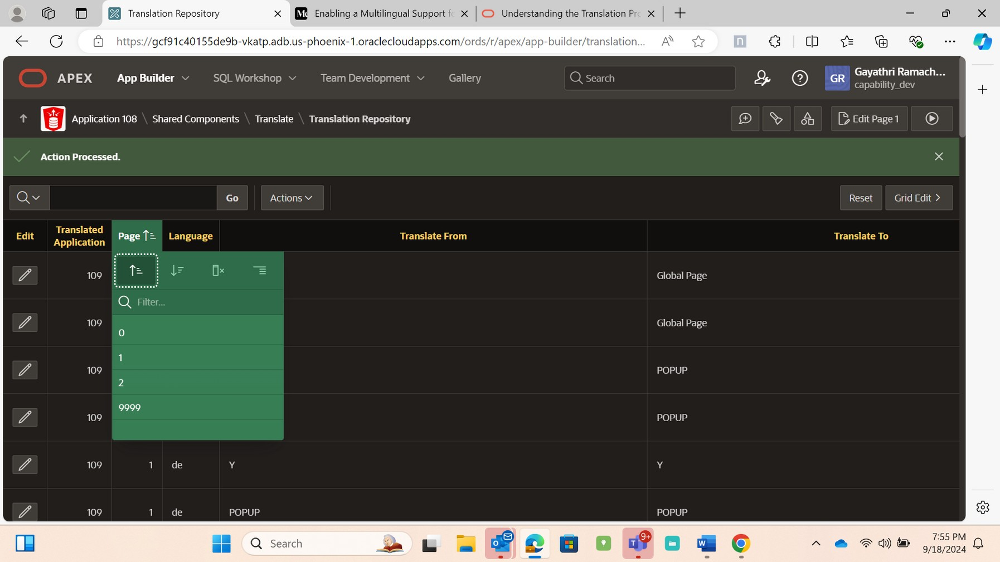 Translation Repository
Enabling a Multilingual Support fo
Understanding the Translation Pro
https://gcf91c40155de9b-vkatp.adb.us-phoenix-1.oraclecloudapps.com/ords/r/apex/app-builder/translation...
APEX
App Builder
SQL Workshop
Team Development
Gallery
Search
GR
Gayathri Ramach...
capability_dev
Application 108 \ Shared Components \ Translate \ Translation Repository
Edit Page 1
Action Processed.
Go
Actions
Reset
Grid Edit
Edit
Translated Application
Page
Language
Translate From
Translate To
109
Global Page
Filter...
0
109
Global Page
1
109
POPUP
2
9999
109
POPUP
109 1 de Y Y
109 1 de POPUP POPUP
Search
9+
7:55 PM
9/18/2024